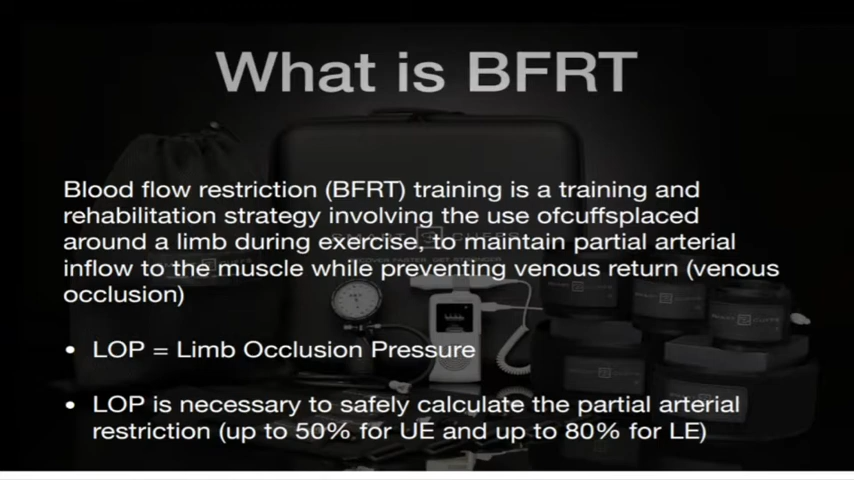 What is BFRT
Blood flow restriction (BFRT) training is a training and
rehabilitation strategy involving the use ofcuffsplaced
around a limb during exercise, to maintain partial arterial
inflow to the muscle while preventing venous return (venous
occlusion)
• LOP = Limb Occlusion Pressure
• LOP is necessary to safely calculate the partial arterial
restriction (up to 50% for UE and up to 80% for LE)